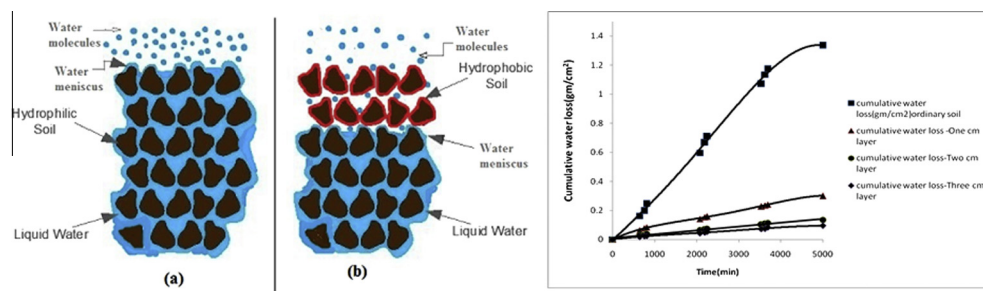 Water
molecules
Water
meniscus
Hydrophilic
Soil
Liquid Water
(a)
Water
molecules
Hydrophobic
Soil
Water
meniscus
Liquid Water
(b)
Cumulative water loss(gm/cm²)
1.4
1.2
1
0.8
0.6
0.4
0.2
0
0
1000
2000
3000
4000
5000
Time(min)
cumulative water
loss(gm/cm2)ordinary soil
cumulative water loss -One cm
layer
cumulative water loss-Two cm
layer
cumulative water loss-Three cm
layer